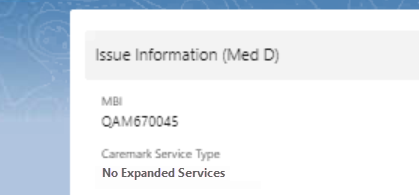 Issue Information (Med D)
MBI
QAM670045
Caremark Service Type
No Expanded Services